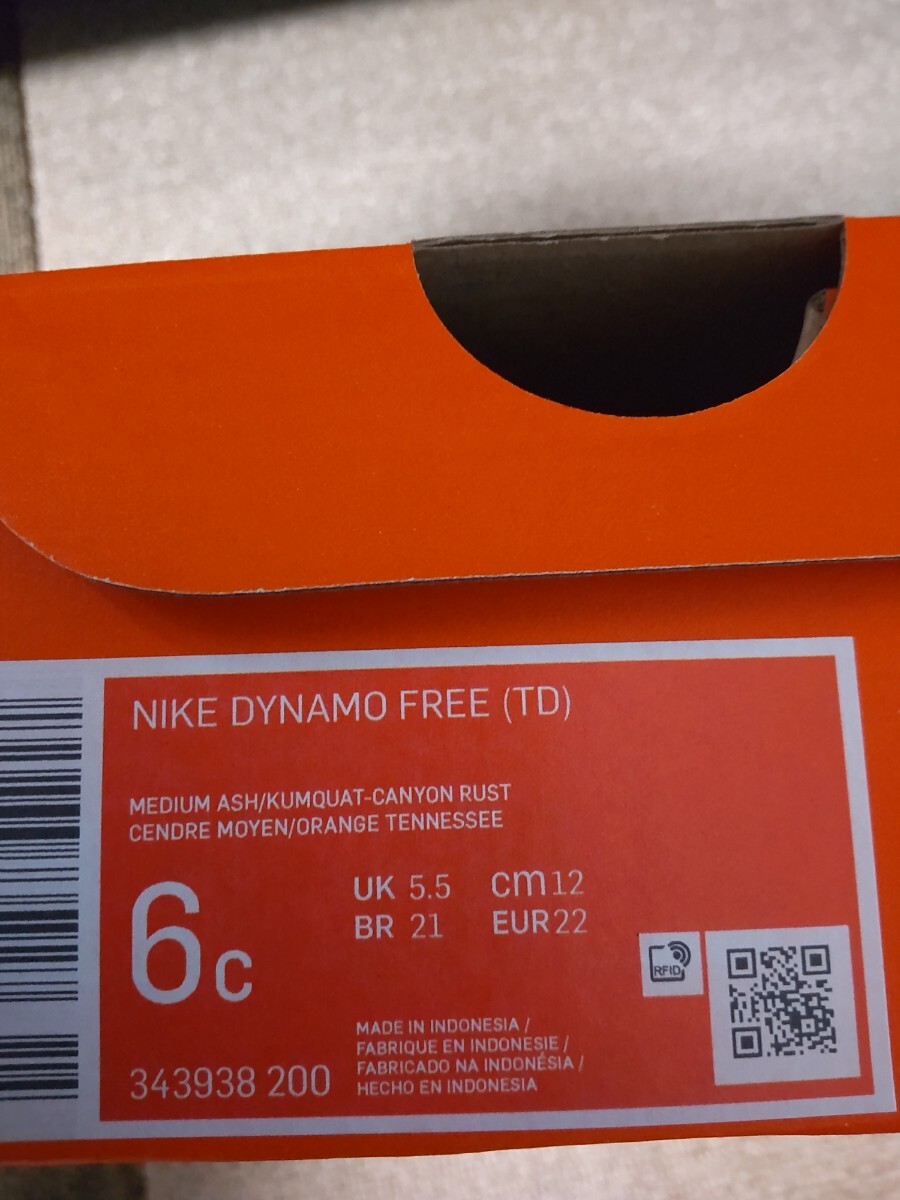 NIKE DYNAMO FREE (TD)
MEDIUM ASH/KUMQUAT-CANYON RUST
CENDRE MOYEN/ORANGE TENNESSEE
6C
UK 5.5 cm 12
BR 21 EUR 22
RFID
343938 200
MADE IN INDONESIA /
FABRIQUE EN INDONESIE /
FABRICADO NA INDONÉSIA /
HECHO EN INDONESIA